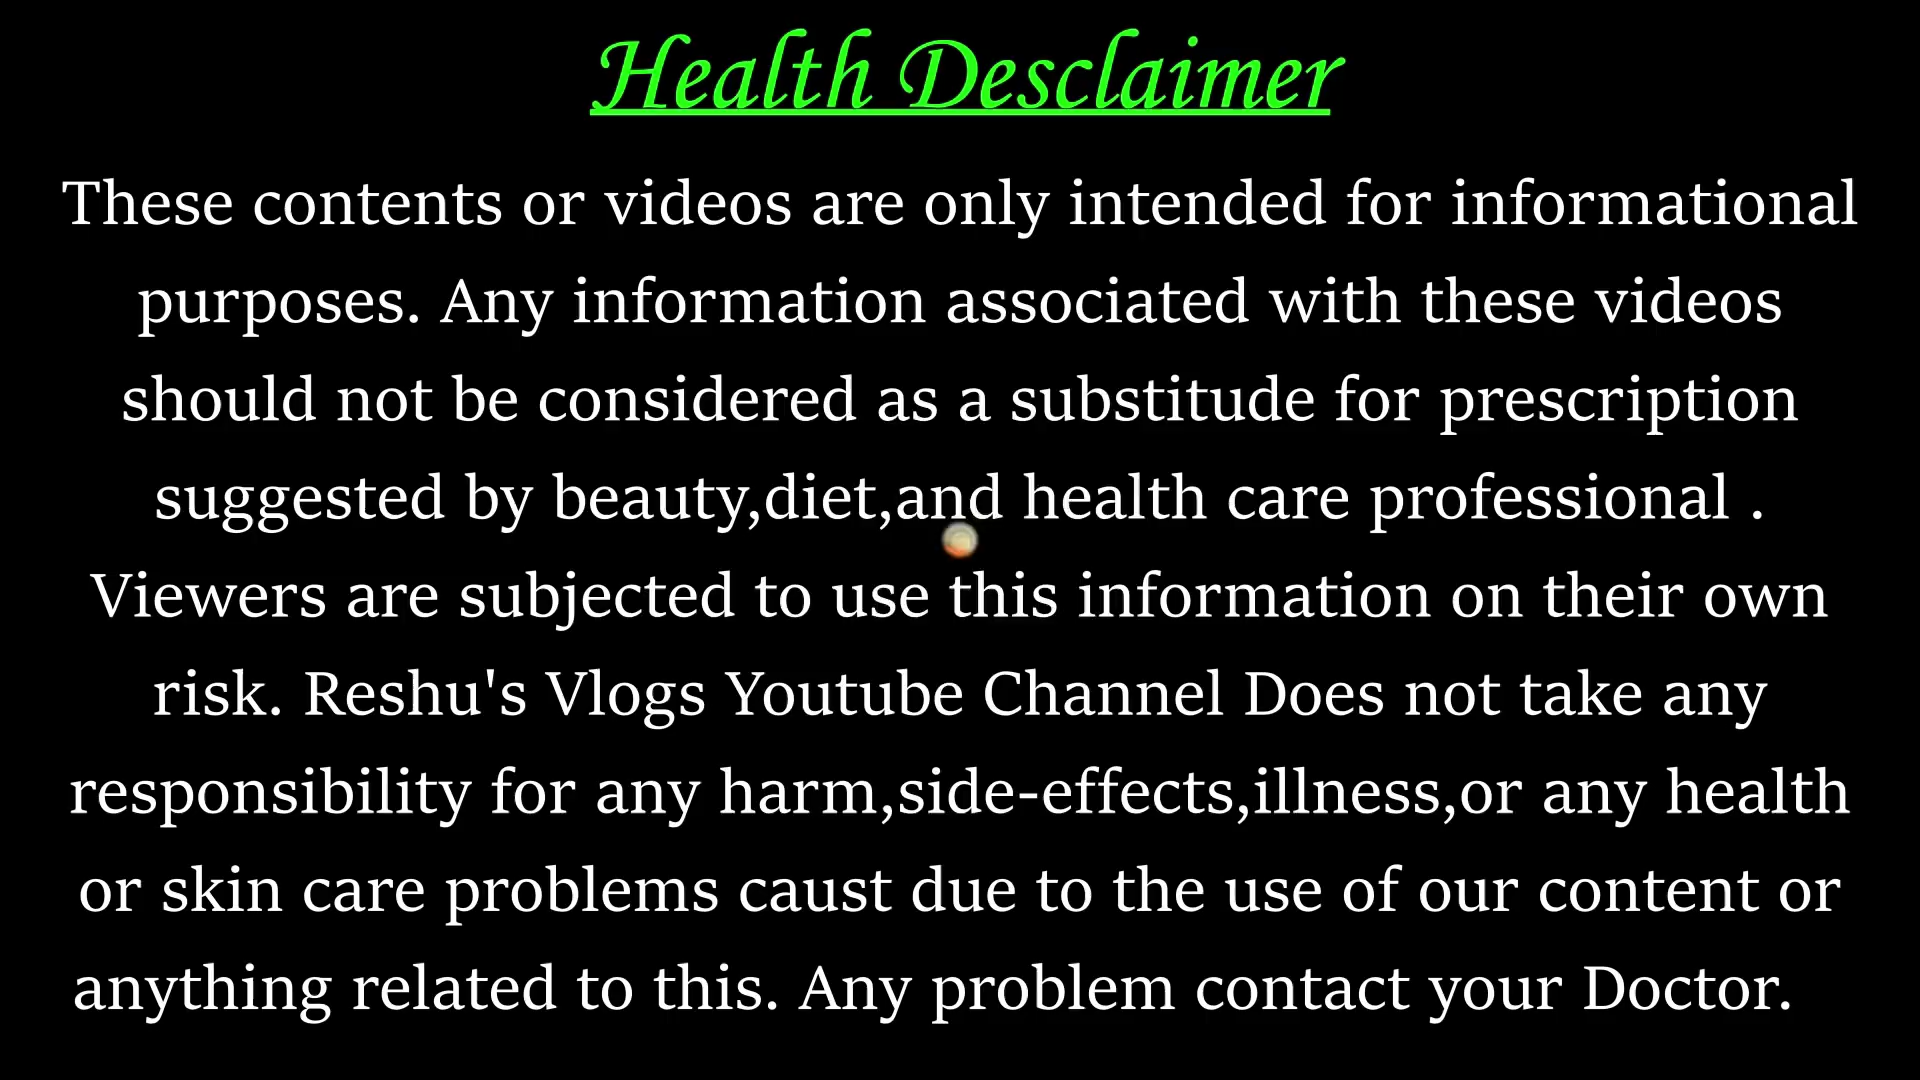 Health Desclaimer
These contents or videos are only intended for informational
purposes. Any information associated with these videos
should not be considered as a substitude for prescription
suggested by beauty,diet,and health care professional .
Viewers are subjected to use this information on their own
risk. Reshu's Vlogs Youtube Channel Does not take any
responsibility for any harm,side-effects,illness,or any health
or skin care problems caust due to the use of our content or
anything related to this. Any problem contact your Doctor.